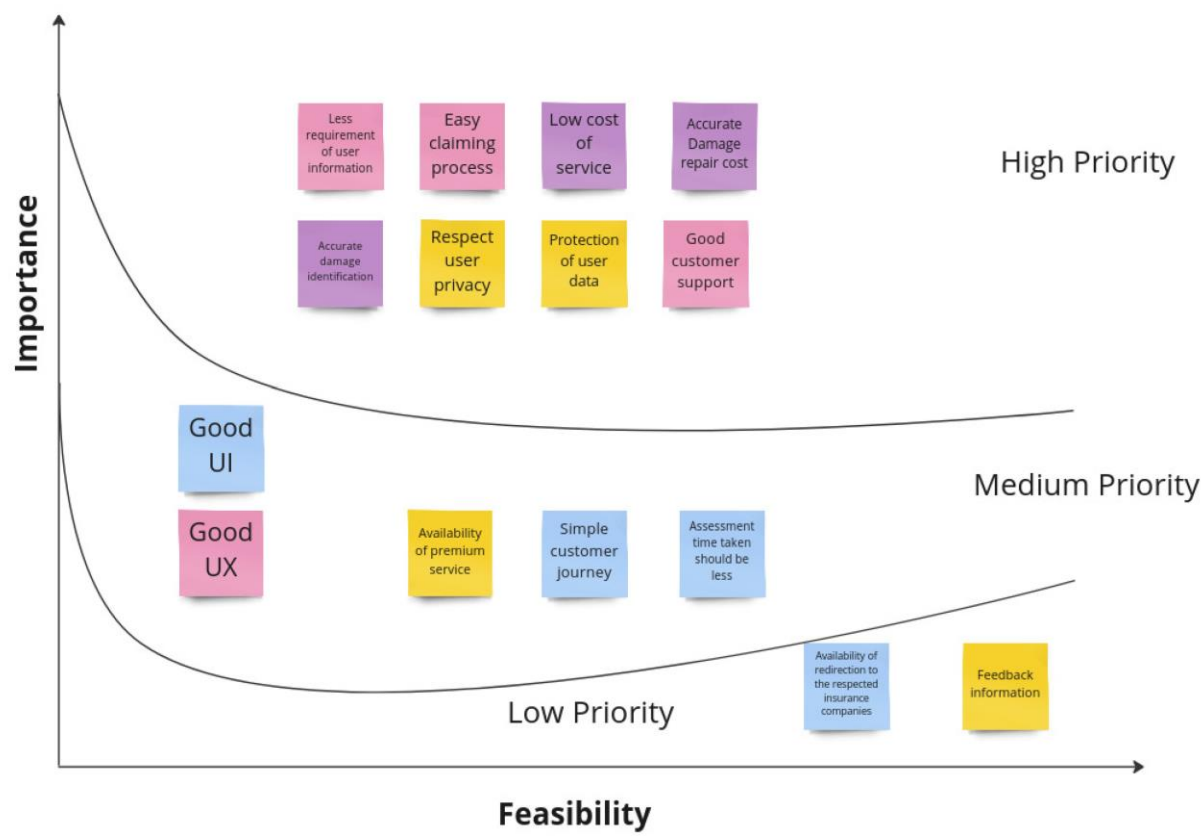 Less
requirement
of user
information
Easy
claiming
process
Low cost
of
service
Accurate
Damage
repair cost
High Priority
Accurate
damage
identification
Respect
user
privacy
Protection
of user
data
Good
customer
support
Importance
Good
UI
Medium Priority
Good
UX
Availability
of premium
service
Simple
customer
journey
Assessment
time taken
should be
less
Availability of
redirection to
the respected
insurance
companies
Feedback
information
Low Priority
Feasibility